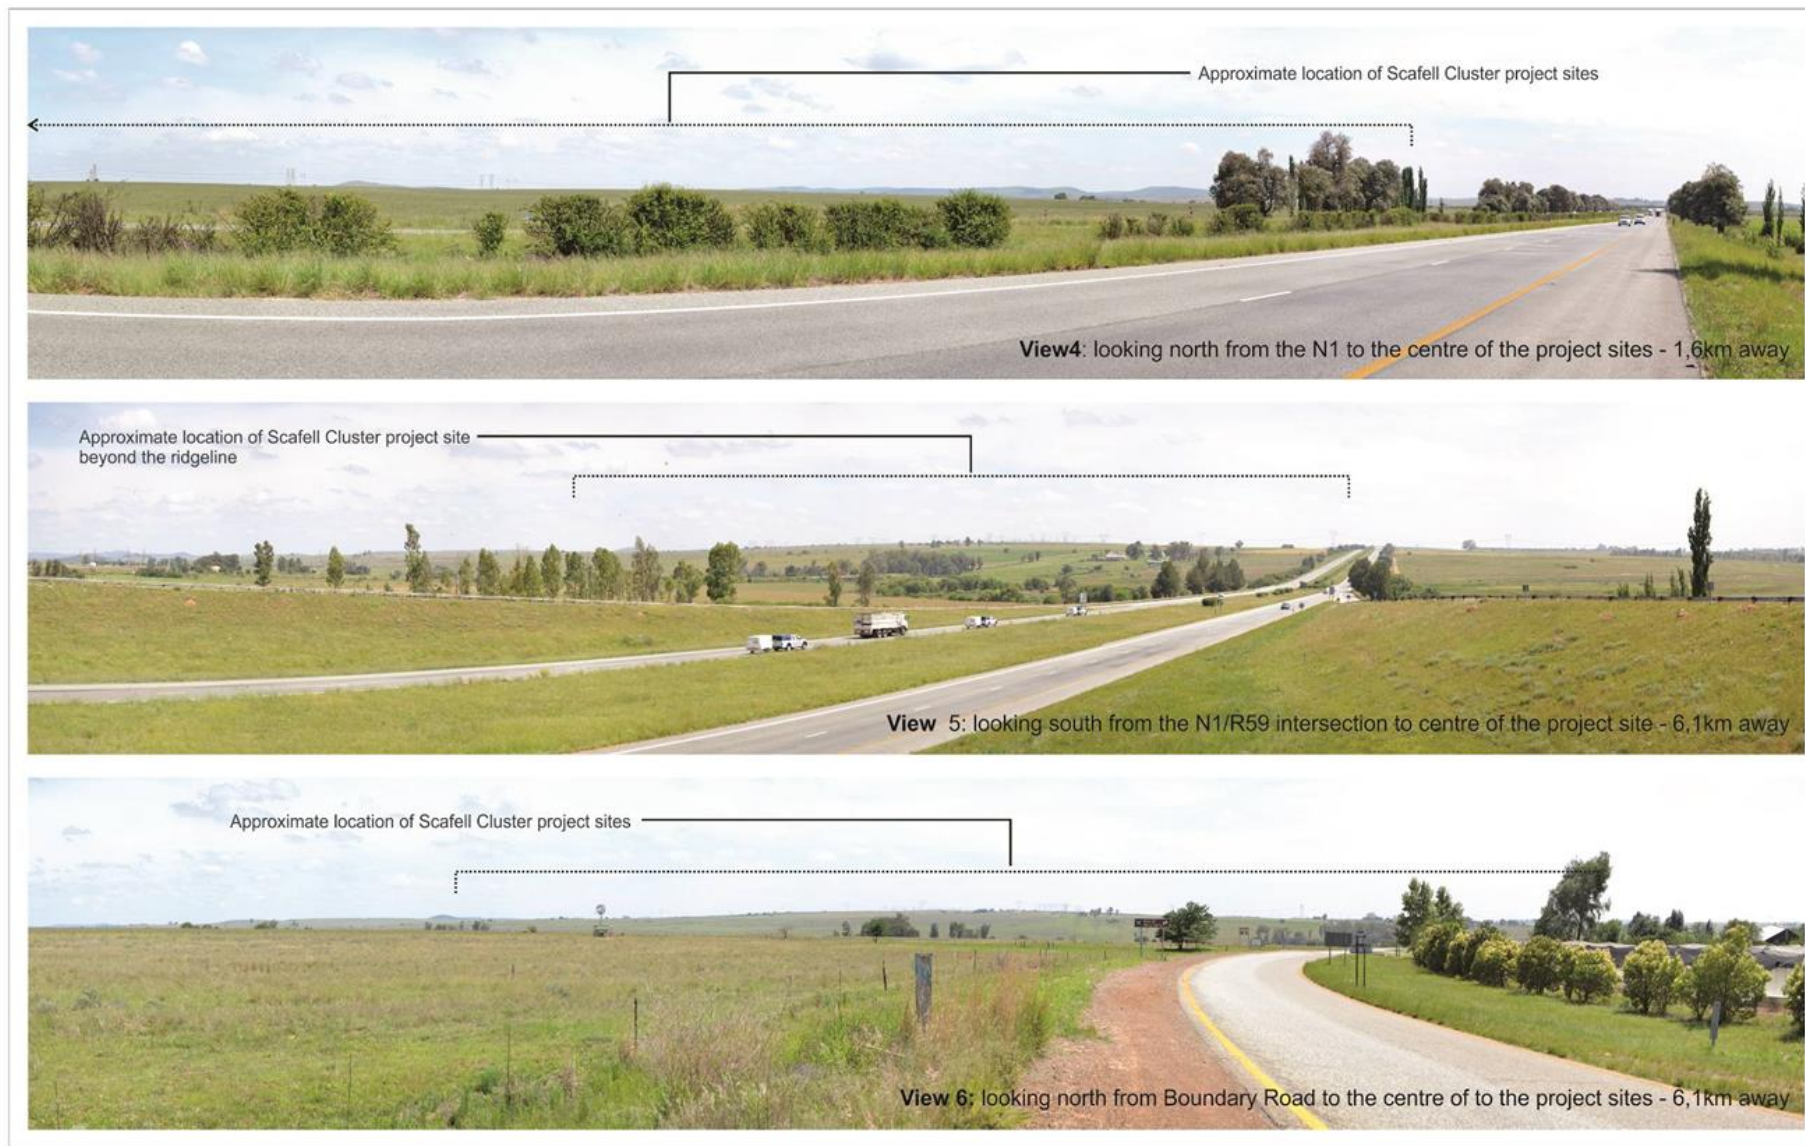 Approximate location of Scafell Cluster project sites
View4: looking north from the N1 to the centre of the project sites - 1,6km away
Approximate location of Scafell Cluster project site
beyond the ridgeline
View 5: looking south from the N1/R59 intersection to centre of the project site - 6,1km away
Approximate location of Scafell Cluster project sites
View 6: looking north from Boundary Road to the centre of to the project sites - 6,1km away